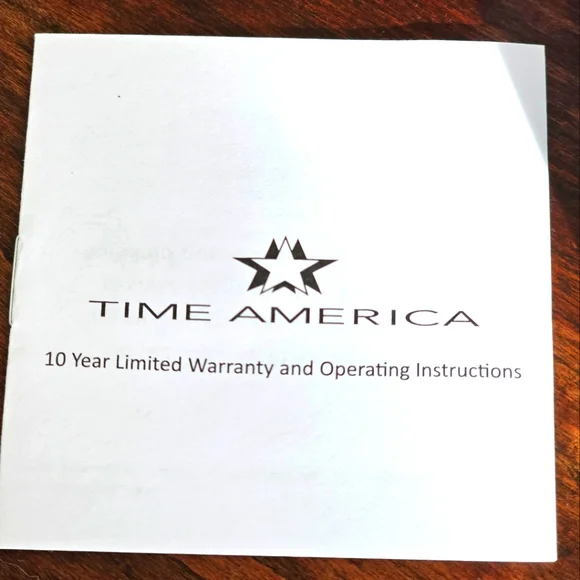 TIME AMERICA
10 Year Limited Warranty and Operating Instructions